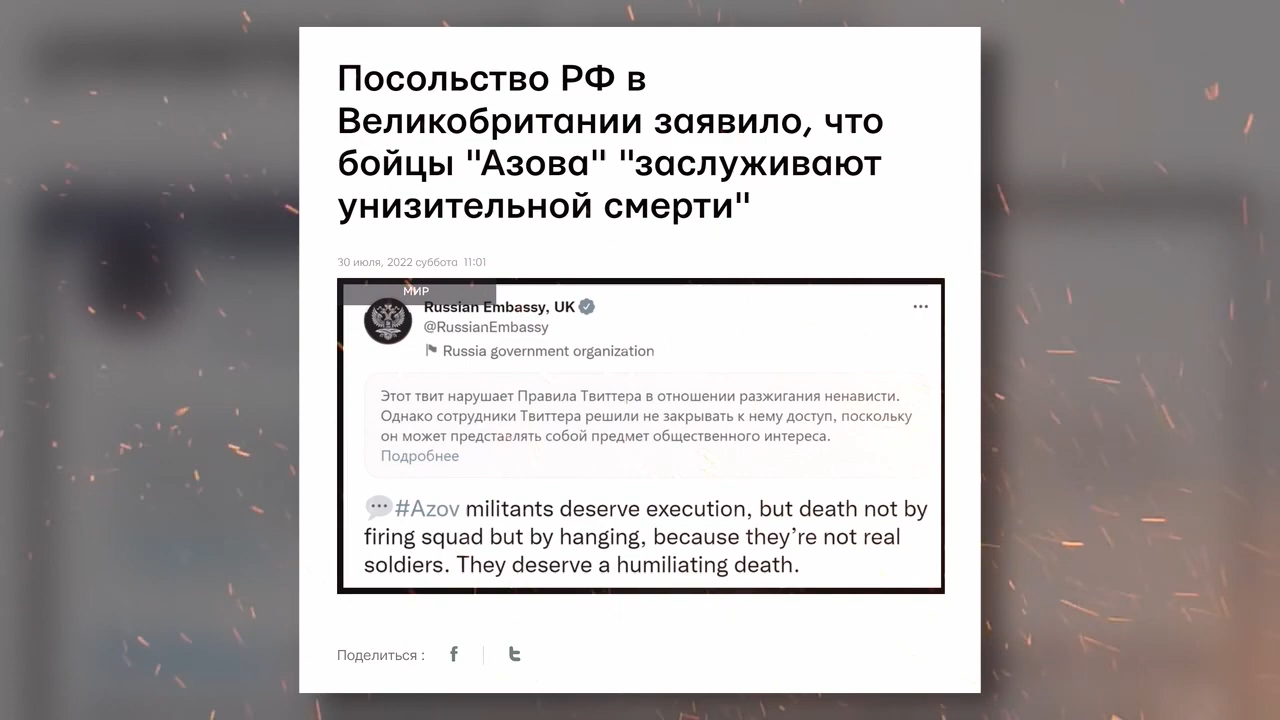 Посольство РФ в
Великобритании заявило, что
бойцы "Азова" "заслуживают
унизительной смерти"
30 июля, 2022 суббота 11:01
МИР
Russian Embassy, UK
@RussianEmbassy
Russia government organization
Этот твит нарушает Правила Твиттера в отношении разжигания ненависти.
Однако сотрудники Твиттера решили не закрывать к нему доступ, поскольку
он может представлять собой предмет общественного интереса.
Подробнее
#Azov militants deserve execution, but death not by
firing squad but by hanging, because they’re not real
soldiers. They deserve a humiliating death.
Поделиться :